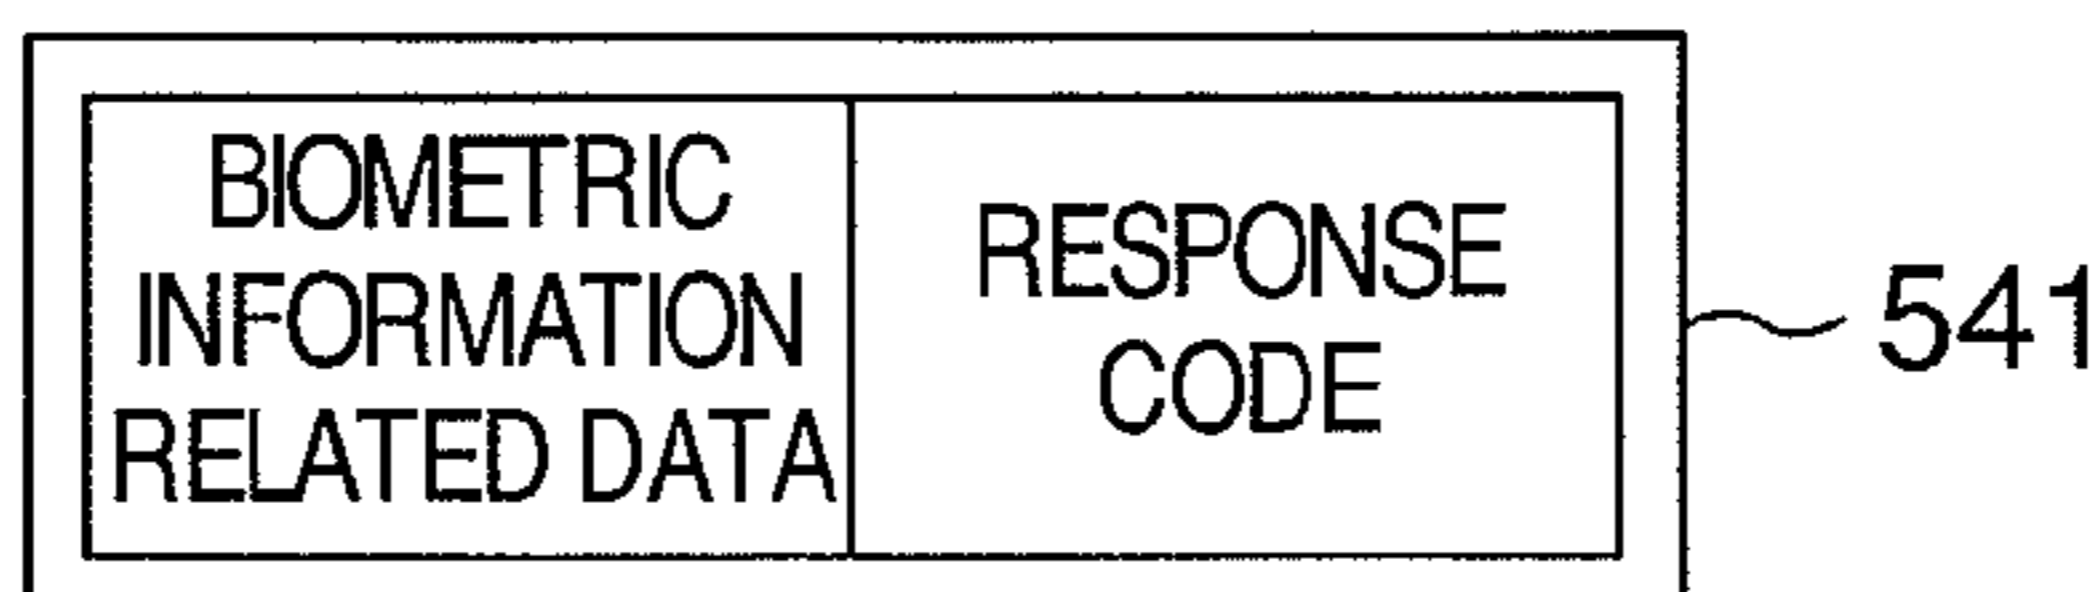 BIOMETRIC
INFORMATION
RELATED DATA
RESPONSE
CODE
541